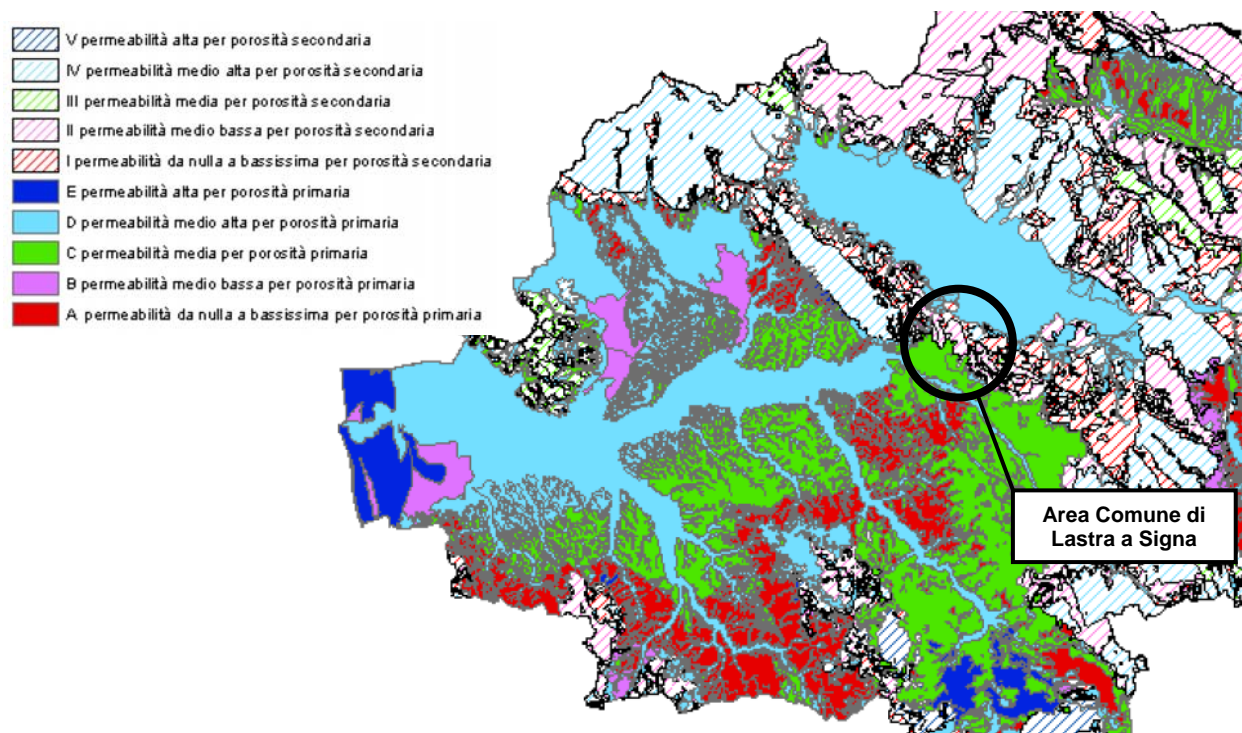 V permeabilità alta per porosità secondaria
IV permeabilità medio alta per porosità secondaria
III permeabilità media per porosità secondaria
II permeabilità medio bassa per porosità secondaria
I permeabilità da nulla a bassissima per porosità secondaria
E permeabilità alta per porosità primaria
D permeabilità medio alta per porosità primaria
C permeabilità media per porosità primaria
B permeabilità medio bassa per porosità primaria
A permeabilità da nulla a bassissima per porosità primaria
Area Comune di
Lastra a Signa